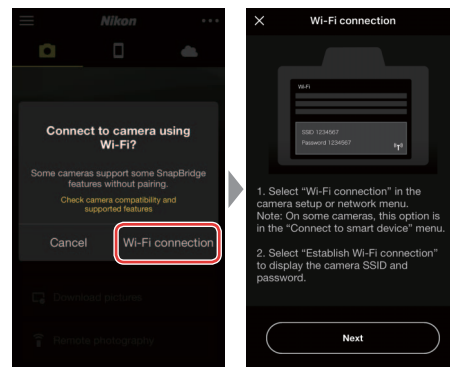 Nikon
Connect to camera using
Wi-Fi?
Some cameras support some SnapBridge
features without pairing.
Check camera compatibility and
supported features
Cancel
Wi-Fi connection
Download pictures
Remote photography
Wi-Fi connection
Wi-Fi
SSID 1234567
Password 1234567
1. Select “Wi-Fi connection” in the
camera setup or network menu.
Note: On some cameras, this option is
in the “Connect to smart device” menu.
2. Select “Establish Wi-Fi connection”
to display the camera SSID and
password.
Next